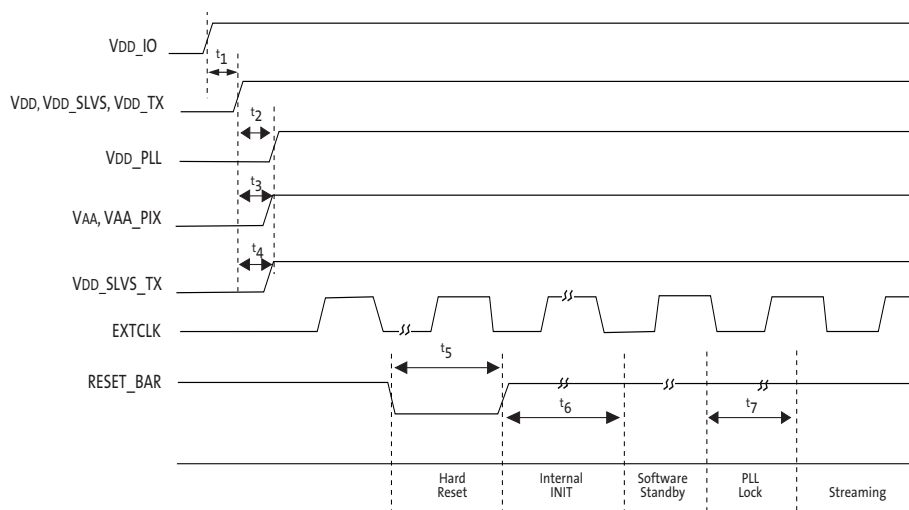 VDD_IO
t1
VDD, VDD_SLVS, VDD_TX
t2
VDD_PLL
t3
VAA, VAA_PIX
t4
VDD_SLVS_TX
EXTCLK
t5
RESET_BAR
t6
t7
Hard
Reset
Internal
INIT
Software
Standby
PLL
Lock
Streaming